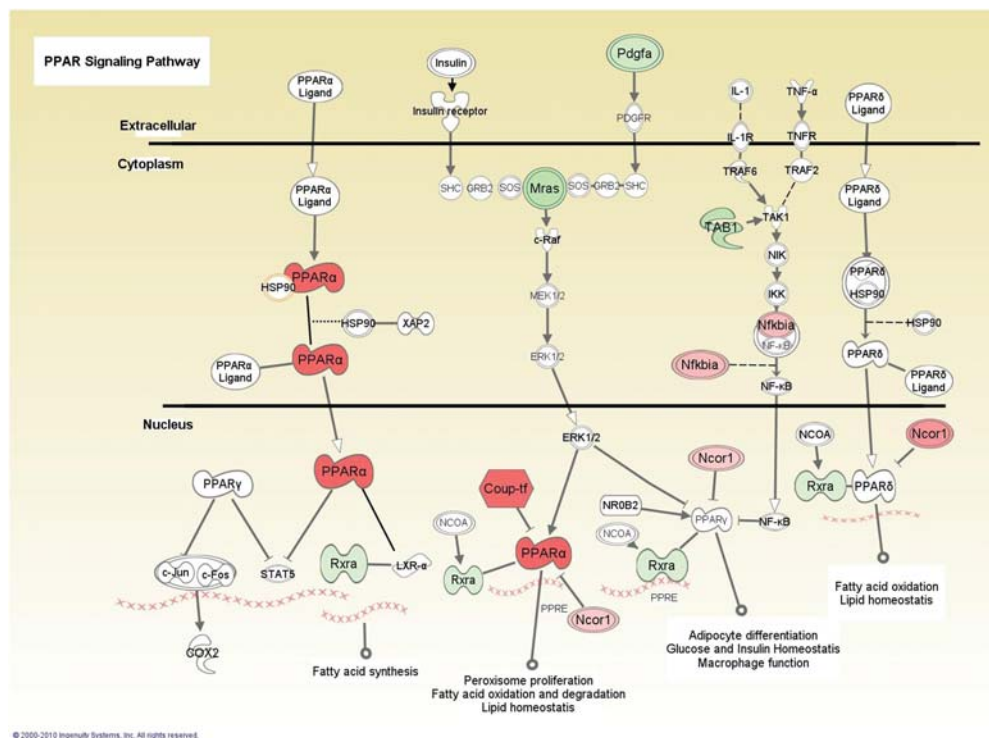 PPAR Signaling Pathway
Insulin
Pdgfa
PPARα
Ligand
IL-1
TNF-α
PPARδ
Ligand
Insulin receptor
PDGFR
Extracellular
IL-1R
TNFR
Cytoplasm
TRAF6
TRAF2
PPARα
Ligand
SHC
GRB2
SOS
Mras
SOS
GRB2
SHC
PPARδ
Ligand
TAB1
TAK1
c-Raf
NIK
PPARα
HSP90
PPARδ
HSP90
MEK1/2
IKK
HSP90
XAP2
Nfkbia
NF-κB
HSP90
PPARα
Ligand
PPARα
ERK1/2
Nfkbia
NF-κB
PPARδ
PPARδ
Ligand
Nucleus
ERK1/2
NCOA
Ncor1
PPARγ
PPARα
Coup-tf
Ncor1
Rxra
PPARδ
NR0B2
PPARγ
NF-κB
NCOA
NCOA
c-Jun
c-Fos
STAT5
Rxra
LXR-α
Rxra
PPARα
Rxra
PPRE
PPRE
Ncor1
Fatty acid oxidation
Lipid homeostatis
COX2
Fatty acid synthesis
Peroxisome proliferation
Fatty acid oxidation and degradation
Lipid homeostatis
Adipocyte differentiation
Glucose and Insulin Homeostatis
Macrophage function
© 2000-2010 Ingenuity Systems, Inc. All rights reserved.